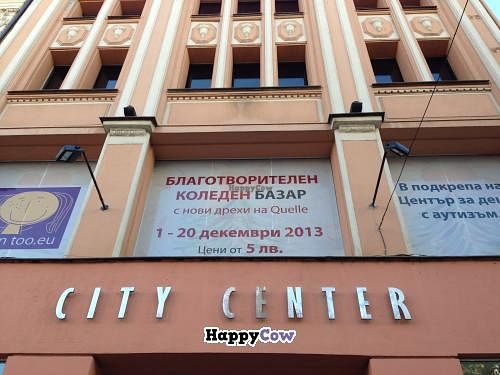 БЛАГОТВОРИТЕЛЕН
КОЛЕДЕН БАЗАР
с нови дрехи на Quelle
1 - 20 декември 2013
Цени от 5 лв.
too.eu
В подкрепа на
Център за
с аутизъм
CITY CENTER
HappyCow
HappyCow